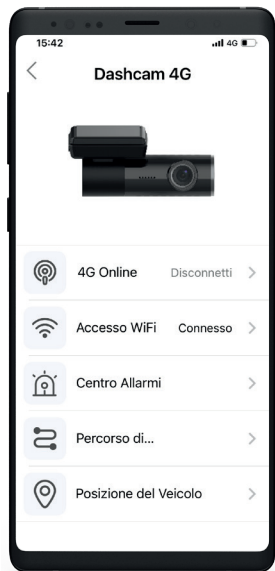 15:42
4G
Dashcam 4G
4G Online Disconnetti
Accesso WiFi Connesso
Centro Allarmi
Percorso di...
Posizione del Veicolo